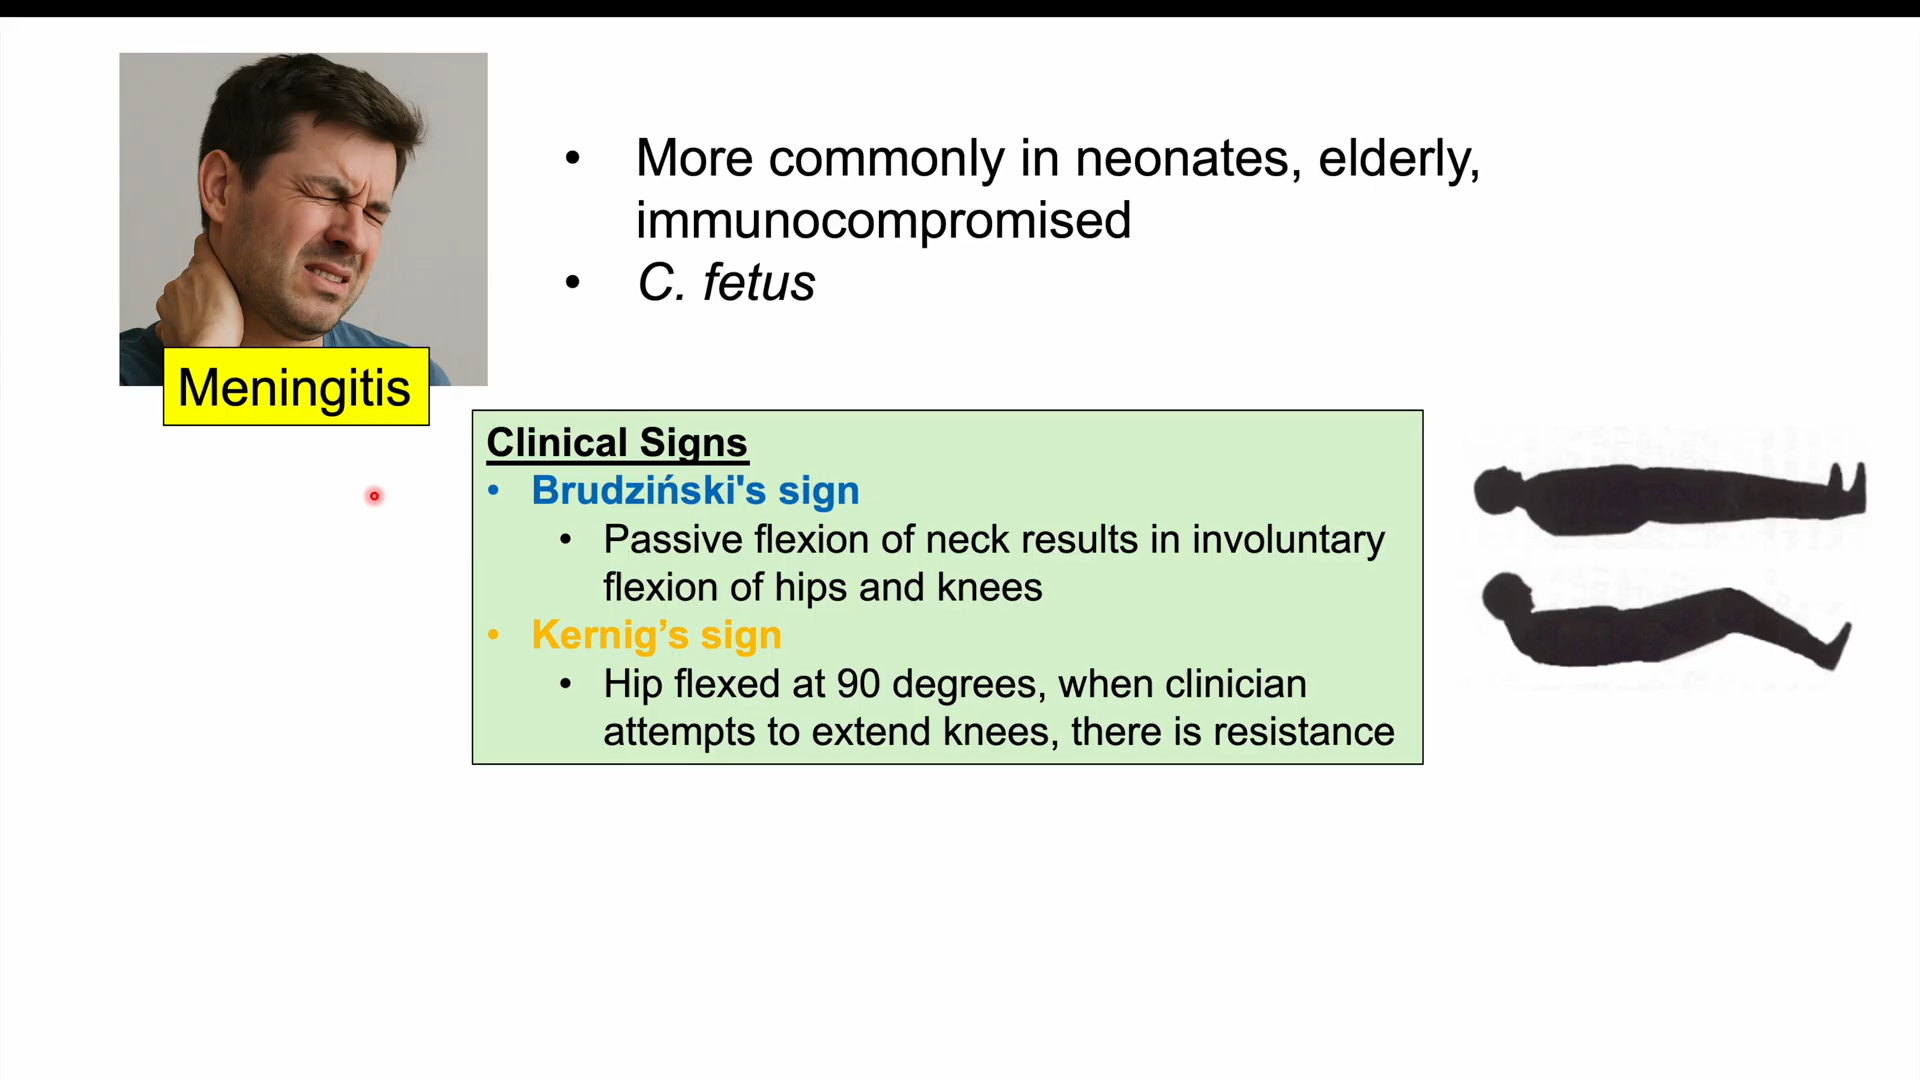 • More commonly in neonates, elderly,
immunocompromised
• C. fetus
Meningitis
Clinical Signs
• Brudziński's sign
• Passive flexion of neck results in involuntary
flexion of hips and knees
• Kernig’s sign
• Hip flexed at 90 degrees, when clinician
attempts to extend knees, there is resistance